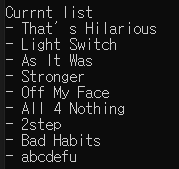 Currnt list
- That's Hilarious
- Light Switch
- As It Was
- Stronger
- Off My Face
- All 4 Nothing
- 2step
- Bad Habits
- abcdefu